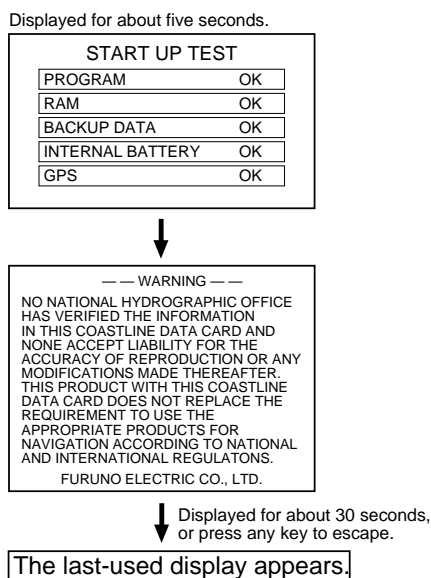 Displayed for about five seconds.
START UP TEST
PROGRAM OK
RAM OK
BACKUP DATA OK
INTERNAL BATTERY OK
GPS OK
— — WARNING — —
NO NATIONAL HYDROGRAPHIC OFFICE
HAS VERIFIED THE INFORMATION
IN THIS COASTLINE DATA CARD AND
NONE ACCEPT LIABILITY FOR THE
ACCURACY OF REPRODUCTION OR ANY
MODIFICATIONS MADE THEREAFTER.
THIS PRODUCT WITH THIS COASTLINE
DATA CARD DOES NOT REPLACE THE
REQUIREMENT TO USE THE
APPROPRIATE PRODUCTS FOR
NAVIGATION ACCORDING TO NATIONAL
AND INTERNATIONAL REGULATONS.
FURUNO ELECTRIC CO., LTD.
Displayed for about 30 seconds,
or press any key to escape.
The last-used display appears.